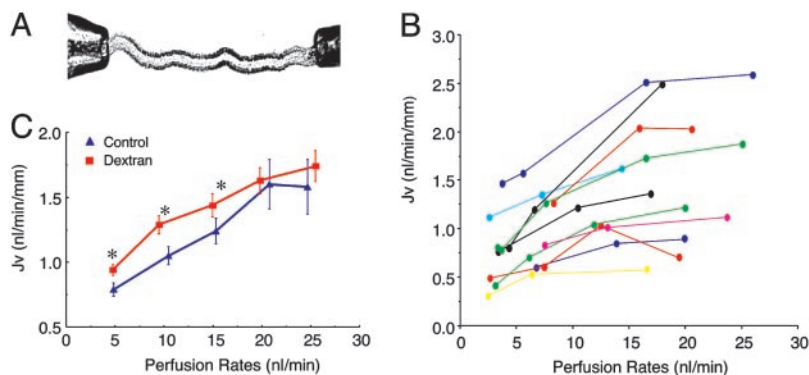 A
B
3.0
2.5
2.0
1.5
1.0
0.5
0.0
Jv (nl/min/mm)
0 5 10 15 20 25 30
Perfusion Rates (nl/min)
C
Control
Dextran
2.0
1.5
1.0
0.5
Jv (nl/min/mm)
* * *
0 5 10 15 20 25 30
Perfusion Rates (nl/min)